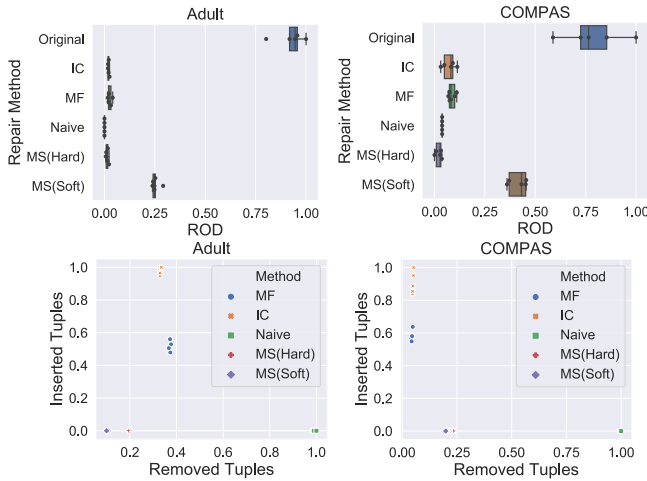 Adult
Repair Method
Original
IC
MF
Naive
MS(Hard)
MS(Soft)
0.00 0.25 0.50 0.75 1.00
ROD
COMPAS
Repair Method
Original
IC
MF
Naive
MS(Hard)
MS(Soft)
0.00 0.25 0.50 0.75 1.00
ROD
Adult
Inserted Tuples
1.0
0.8
0.6
0.4
0.2
0.0
Method
MF
IC
Naive
MS(Hard)
MS(Soft)
0.2 0.4 0.6 0.8 1.0
Removed Tuples
COMPAS
Inserted Tuples
1.0
0.8
0.6
0.4
0.2
0.0
Method
MF
IC
Naive
MS(Hard)
MS(Soft)
0.00 0.25 0.50 0.75 1.00
Removed Tuples